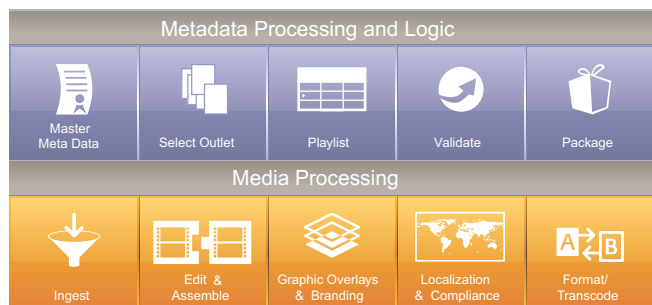 Metadata Processing and Logic
Master
Meta Data
Select Outlet
Playlist
Validate
Package
Media Processing
Ingest
Edit &
Assemble
Graphic Overlays
& Branding
Localization
& Compliance
A
B
Format/
Transcode